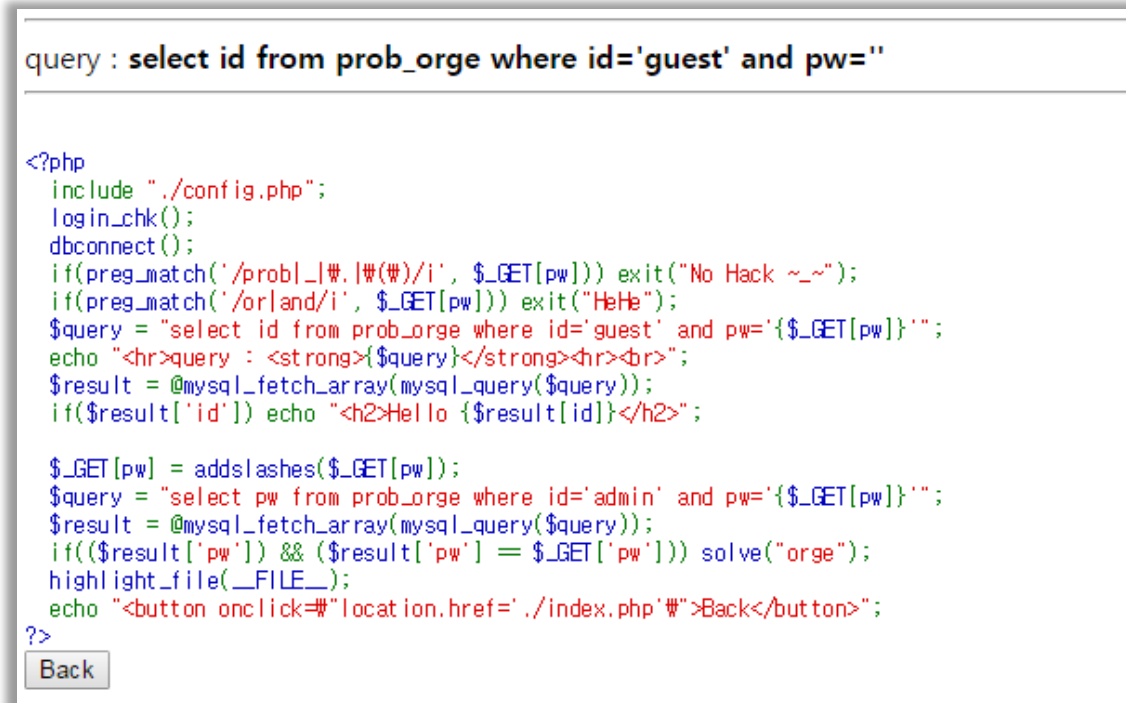 query : select id from prob_orge where id='guest' and pw=''
<?php
  include "./config.php";
  login_chk();
  dbconnect();
  if(preg_match('/prob|_|₩.|₩(₩)/i', $_GET[pw])) exit("No Hack ~_~");
  if(preg_match('/or|and/i', $_GET[pw])) exit("HeHe");
  $query = "select id from prob_orge where id='guest' and pw='{$_GET[pw]}'";
  echo "<hr>query : <strong>{$query}</strong><hr><br>";
  $result = @mysql_fetch_array(mysql_query($query));
  if($result['id']) echo "<h2>Hello {$result[id]}</h2>";
  $_GET[pw] = addslashes($_GET[pw]);
  $query = "select pw from prob_orge where id='admin' and pw='{$_GET[pw]}'";
  $result = @mysql_fetch_array(mysql_query($query));
  if(($result['pw']) && ($result['pw'] == $_GET['pw'])) solve("orge");
  highlight_file(__FILE__);
  echo "<button onclick=₩"location.href='./index.php'₩">Back</button>";
?>
Back